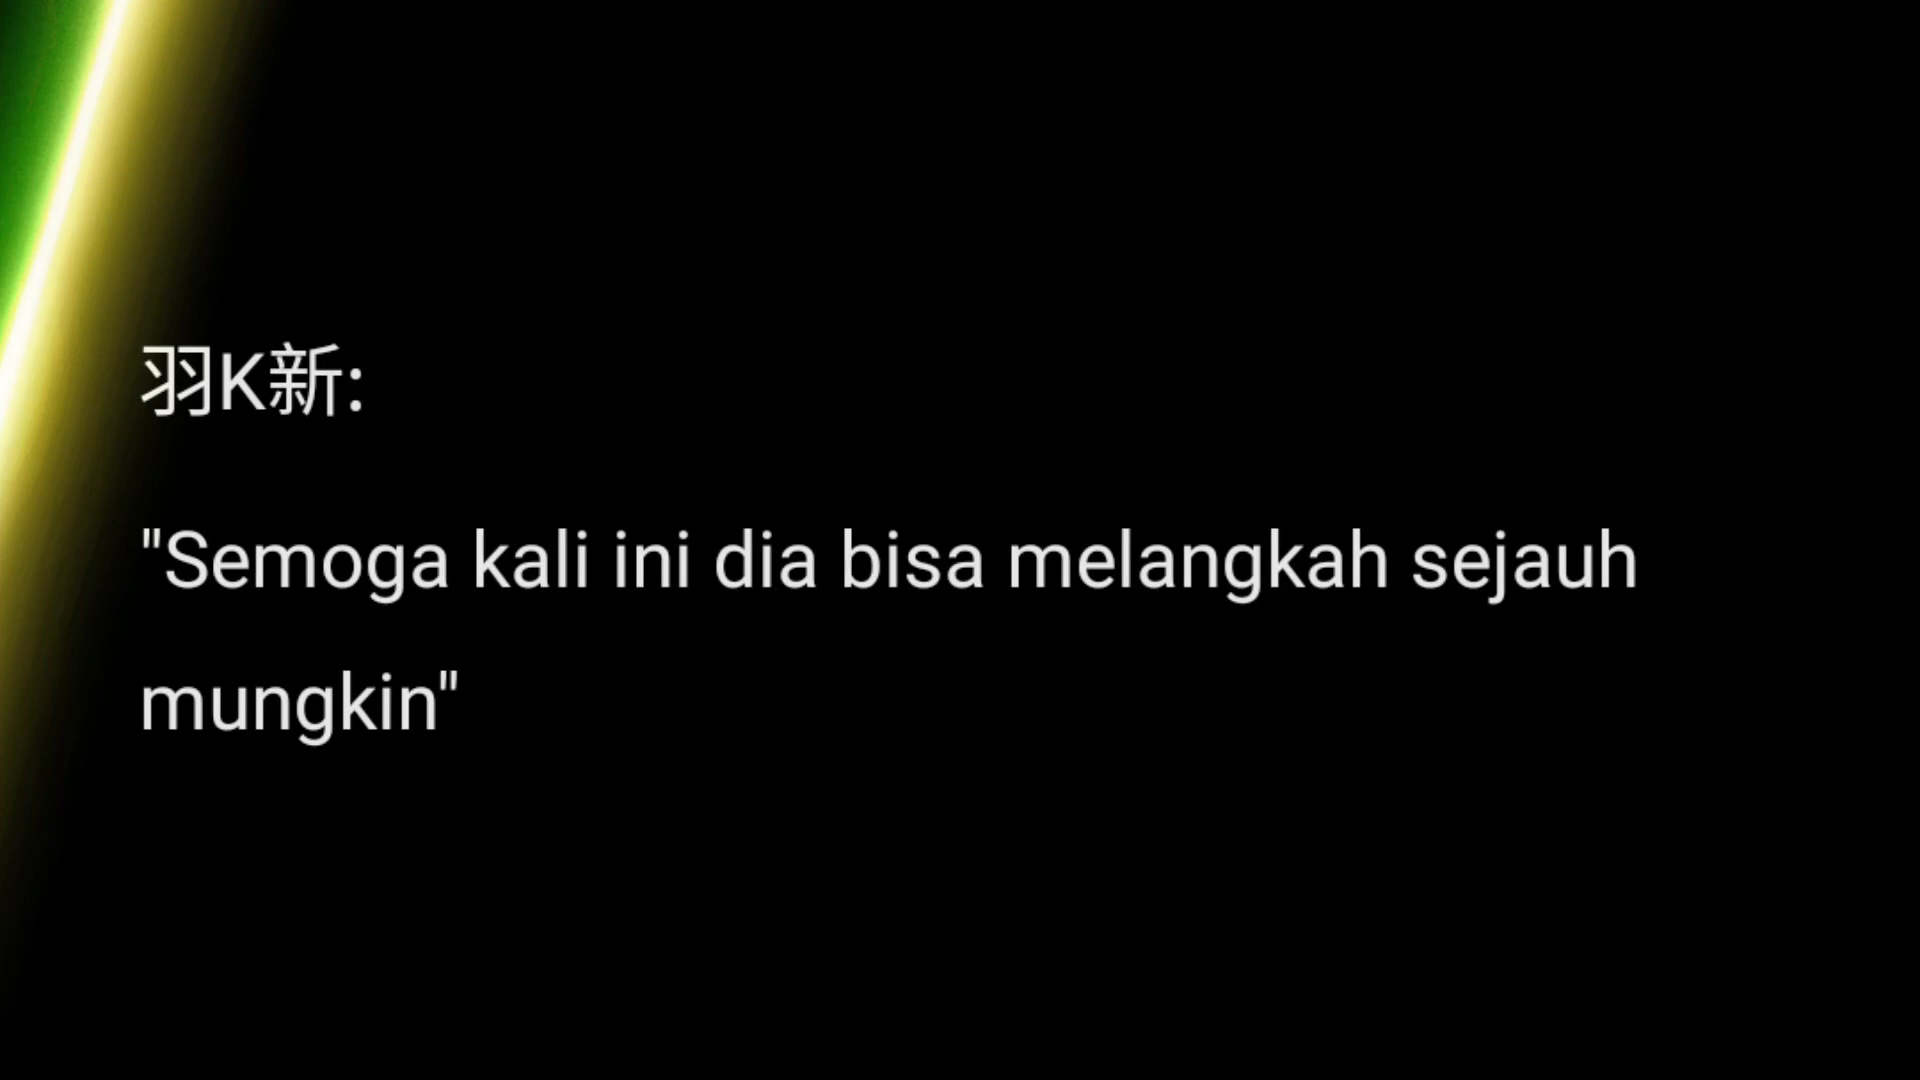 羽K新:
"Semoga kali ini dia bisa melangkah sejauh
mungkin"